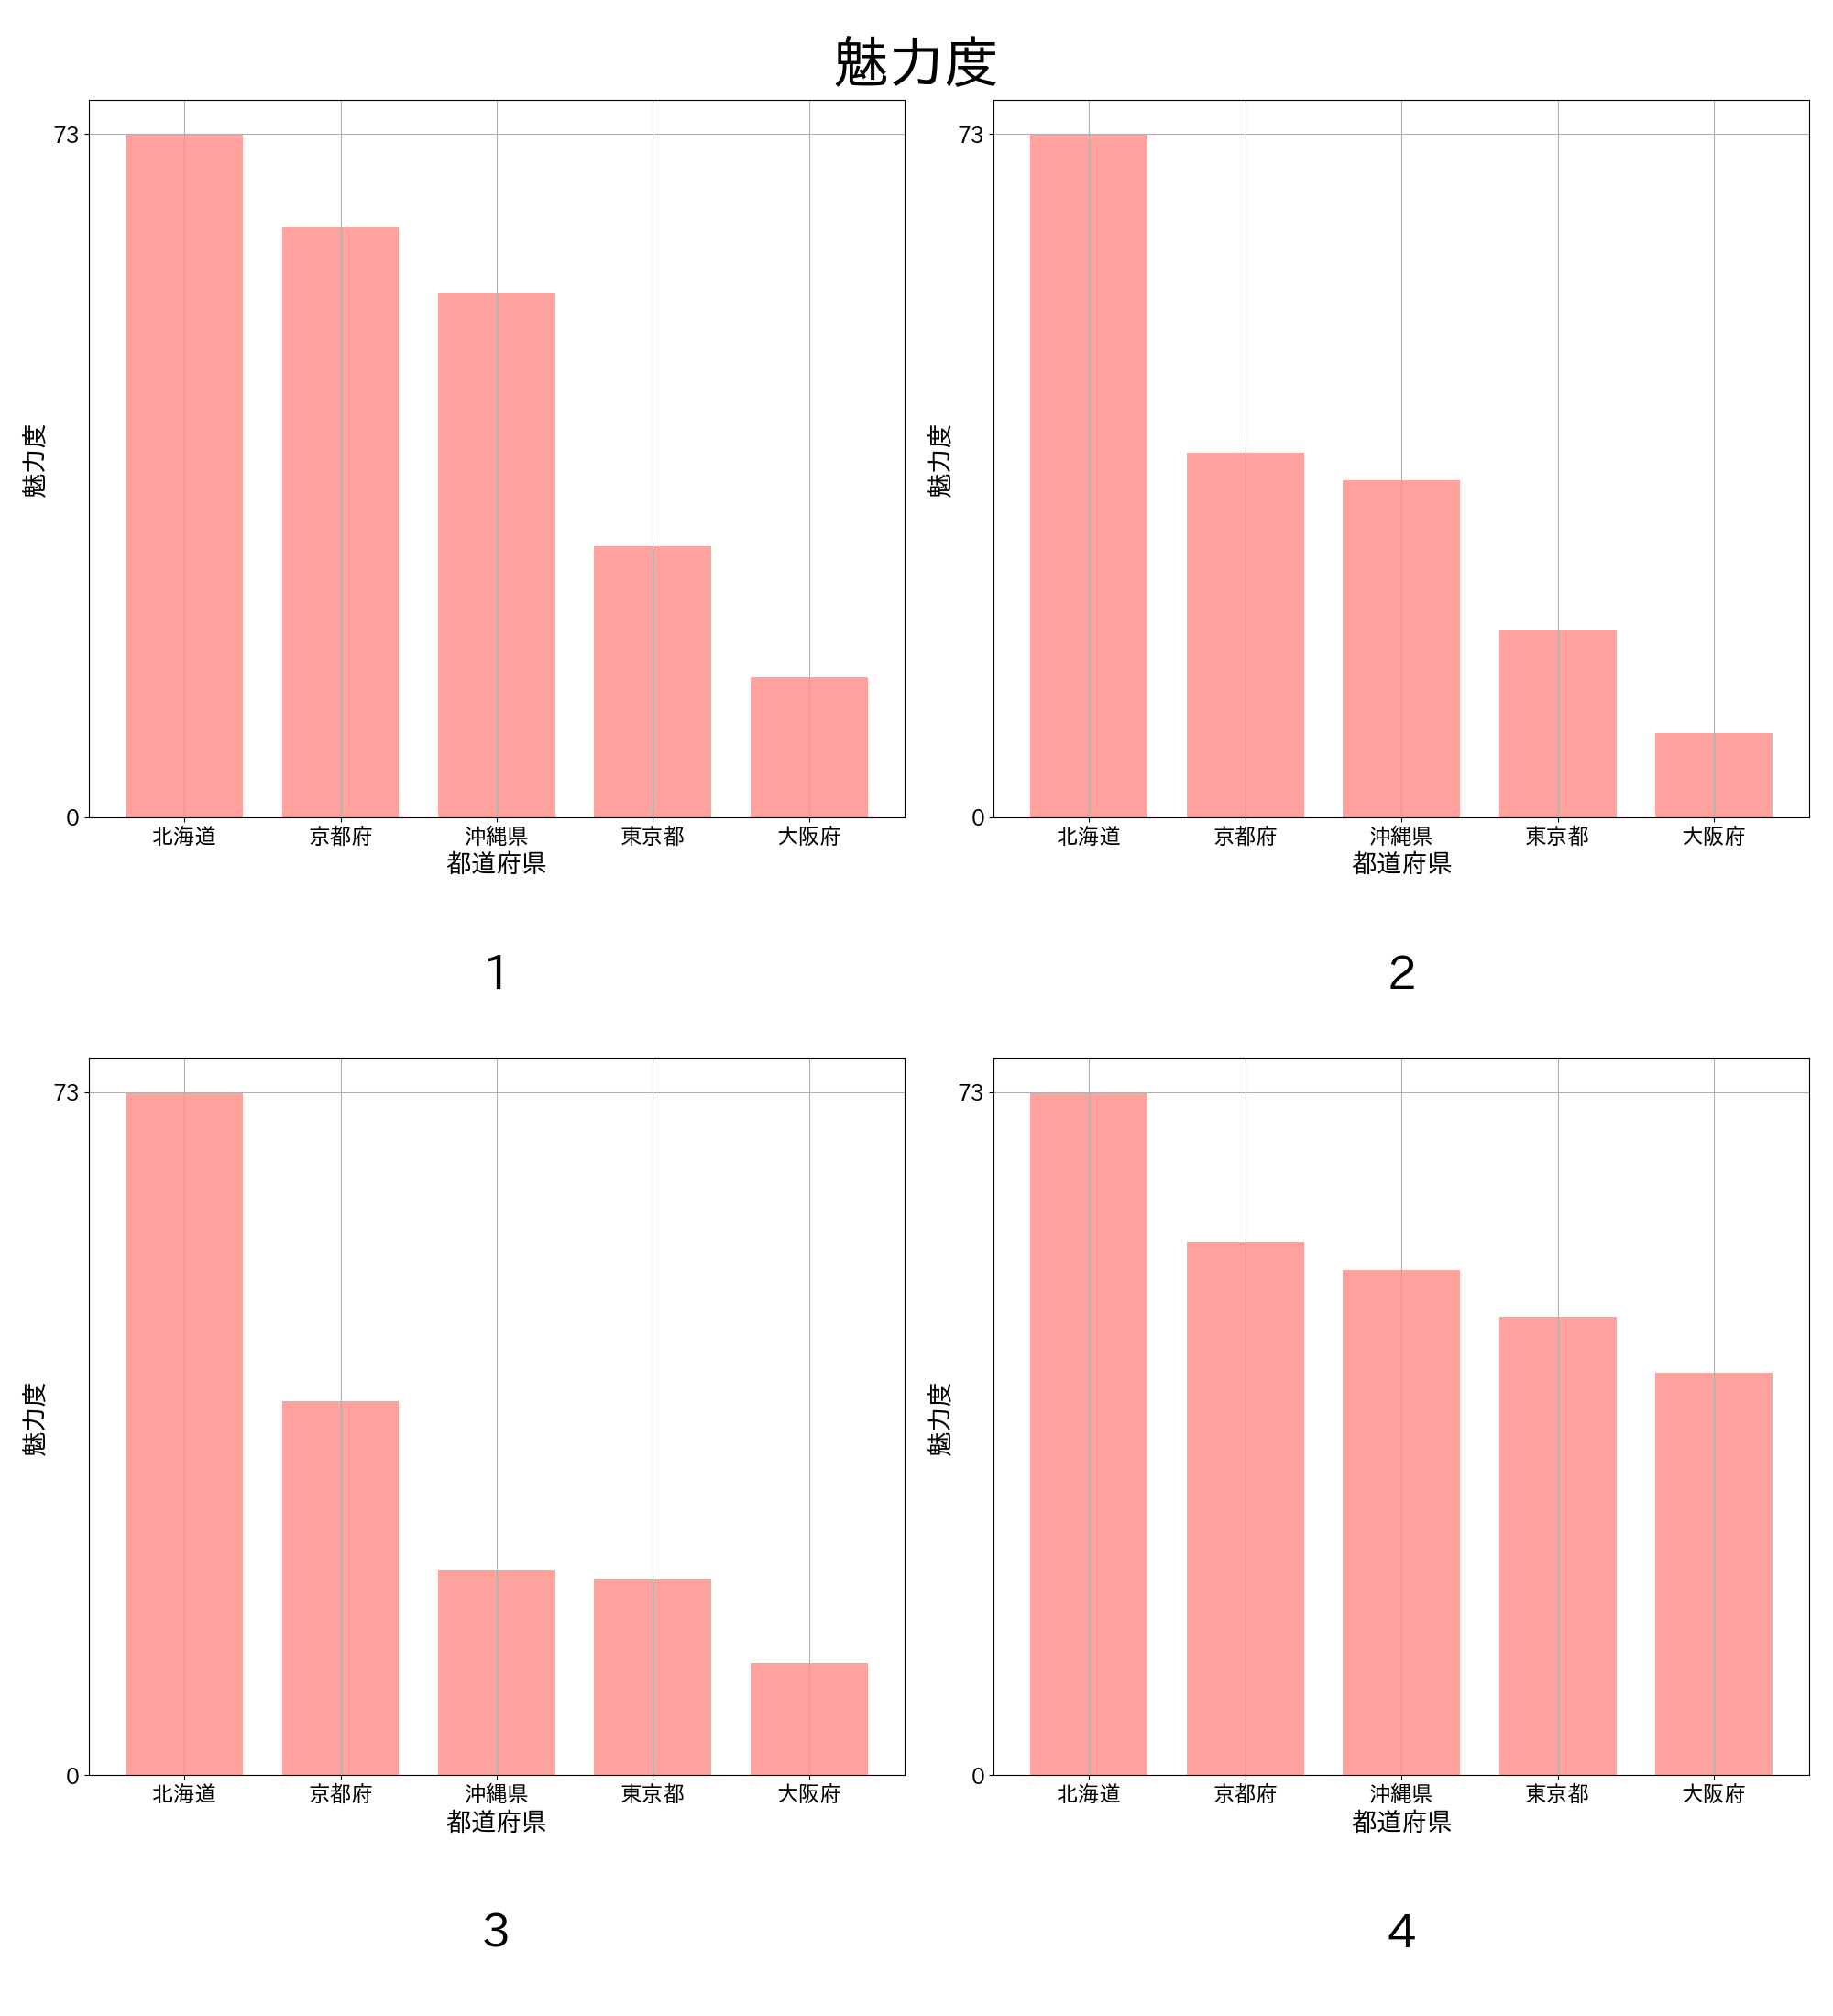 魅力度
73
0
魅力度
北海道 京都府 沖縄県 東京都 大阪府
都道府県
1
73
0
魅力度
北海道 京都府 沖縄県 東京都 大阪府
都道府県
2
73
0
魅力度
北海道 京都府 沖縄県 東京都 大阪府
都道府県
3
73
0
魅力度
北海道 京都府 沖縄県 東京都 大阪府
都道府県
4